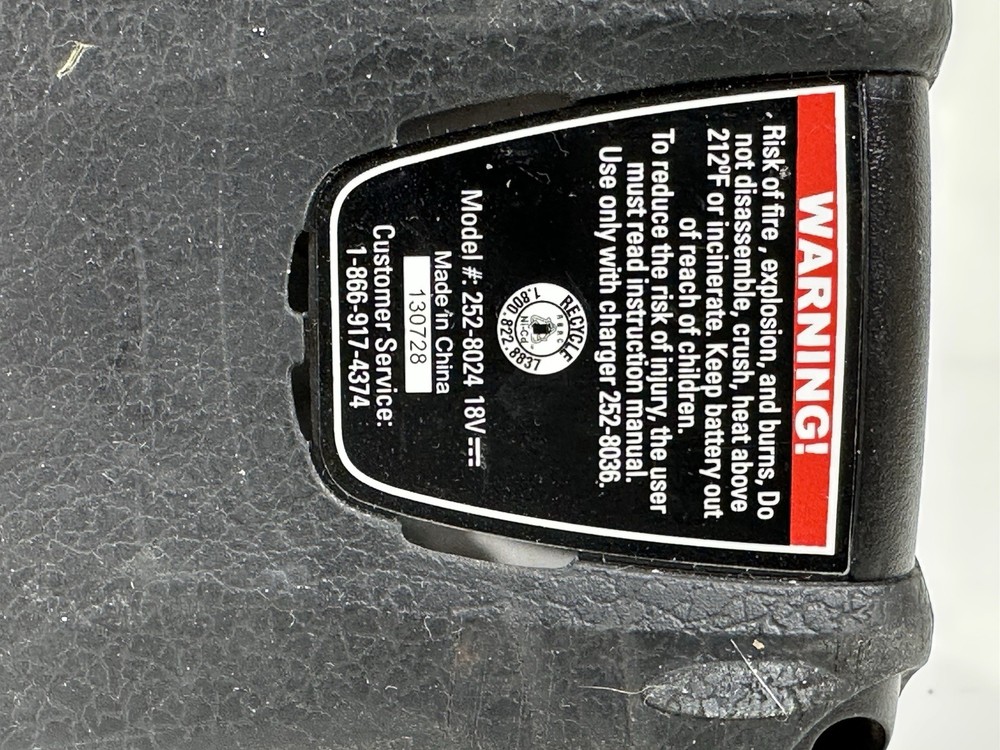 WARNING!
Risk of fire , explosion, and burns, Do
not disassemble, crush, heat above
212°F or incinerate. Keep battery out
of reach of children.
To reduce the risk of injury, the user
must read instruction manual.
Use only with charger 252-8036.
RECYCLE
RBRC
Ni-Cd
1.800.822.8837
Model #: 252-8024 18V
Made in China
130728
Customer Service:
1-866-917-4374